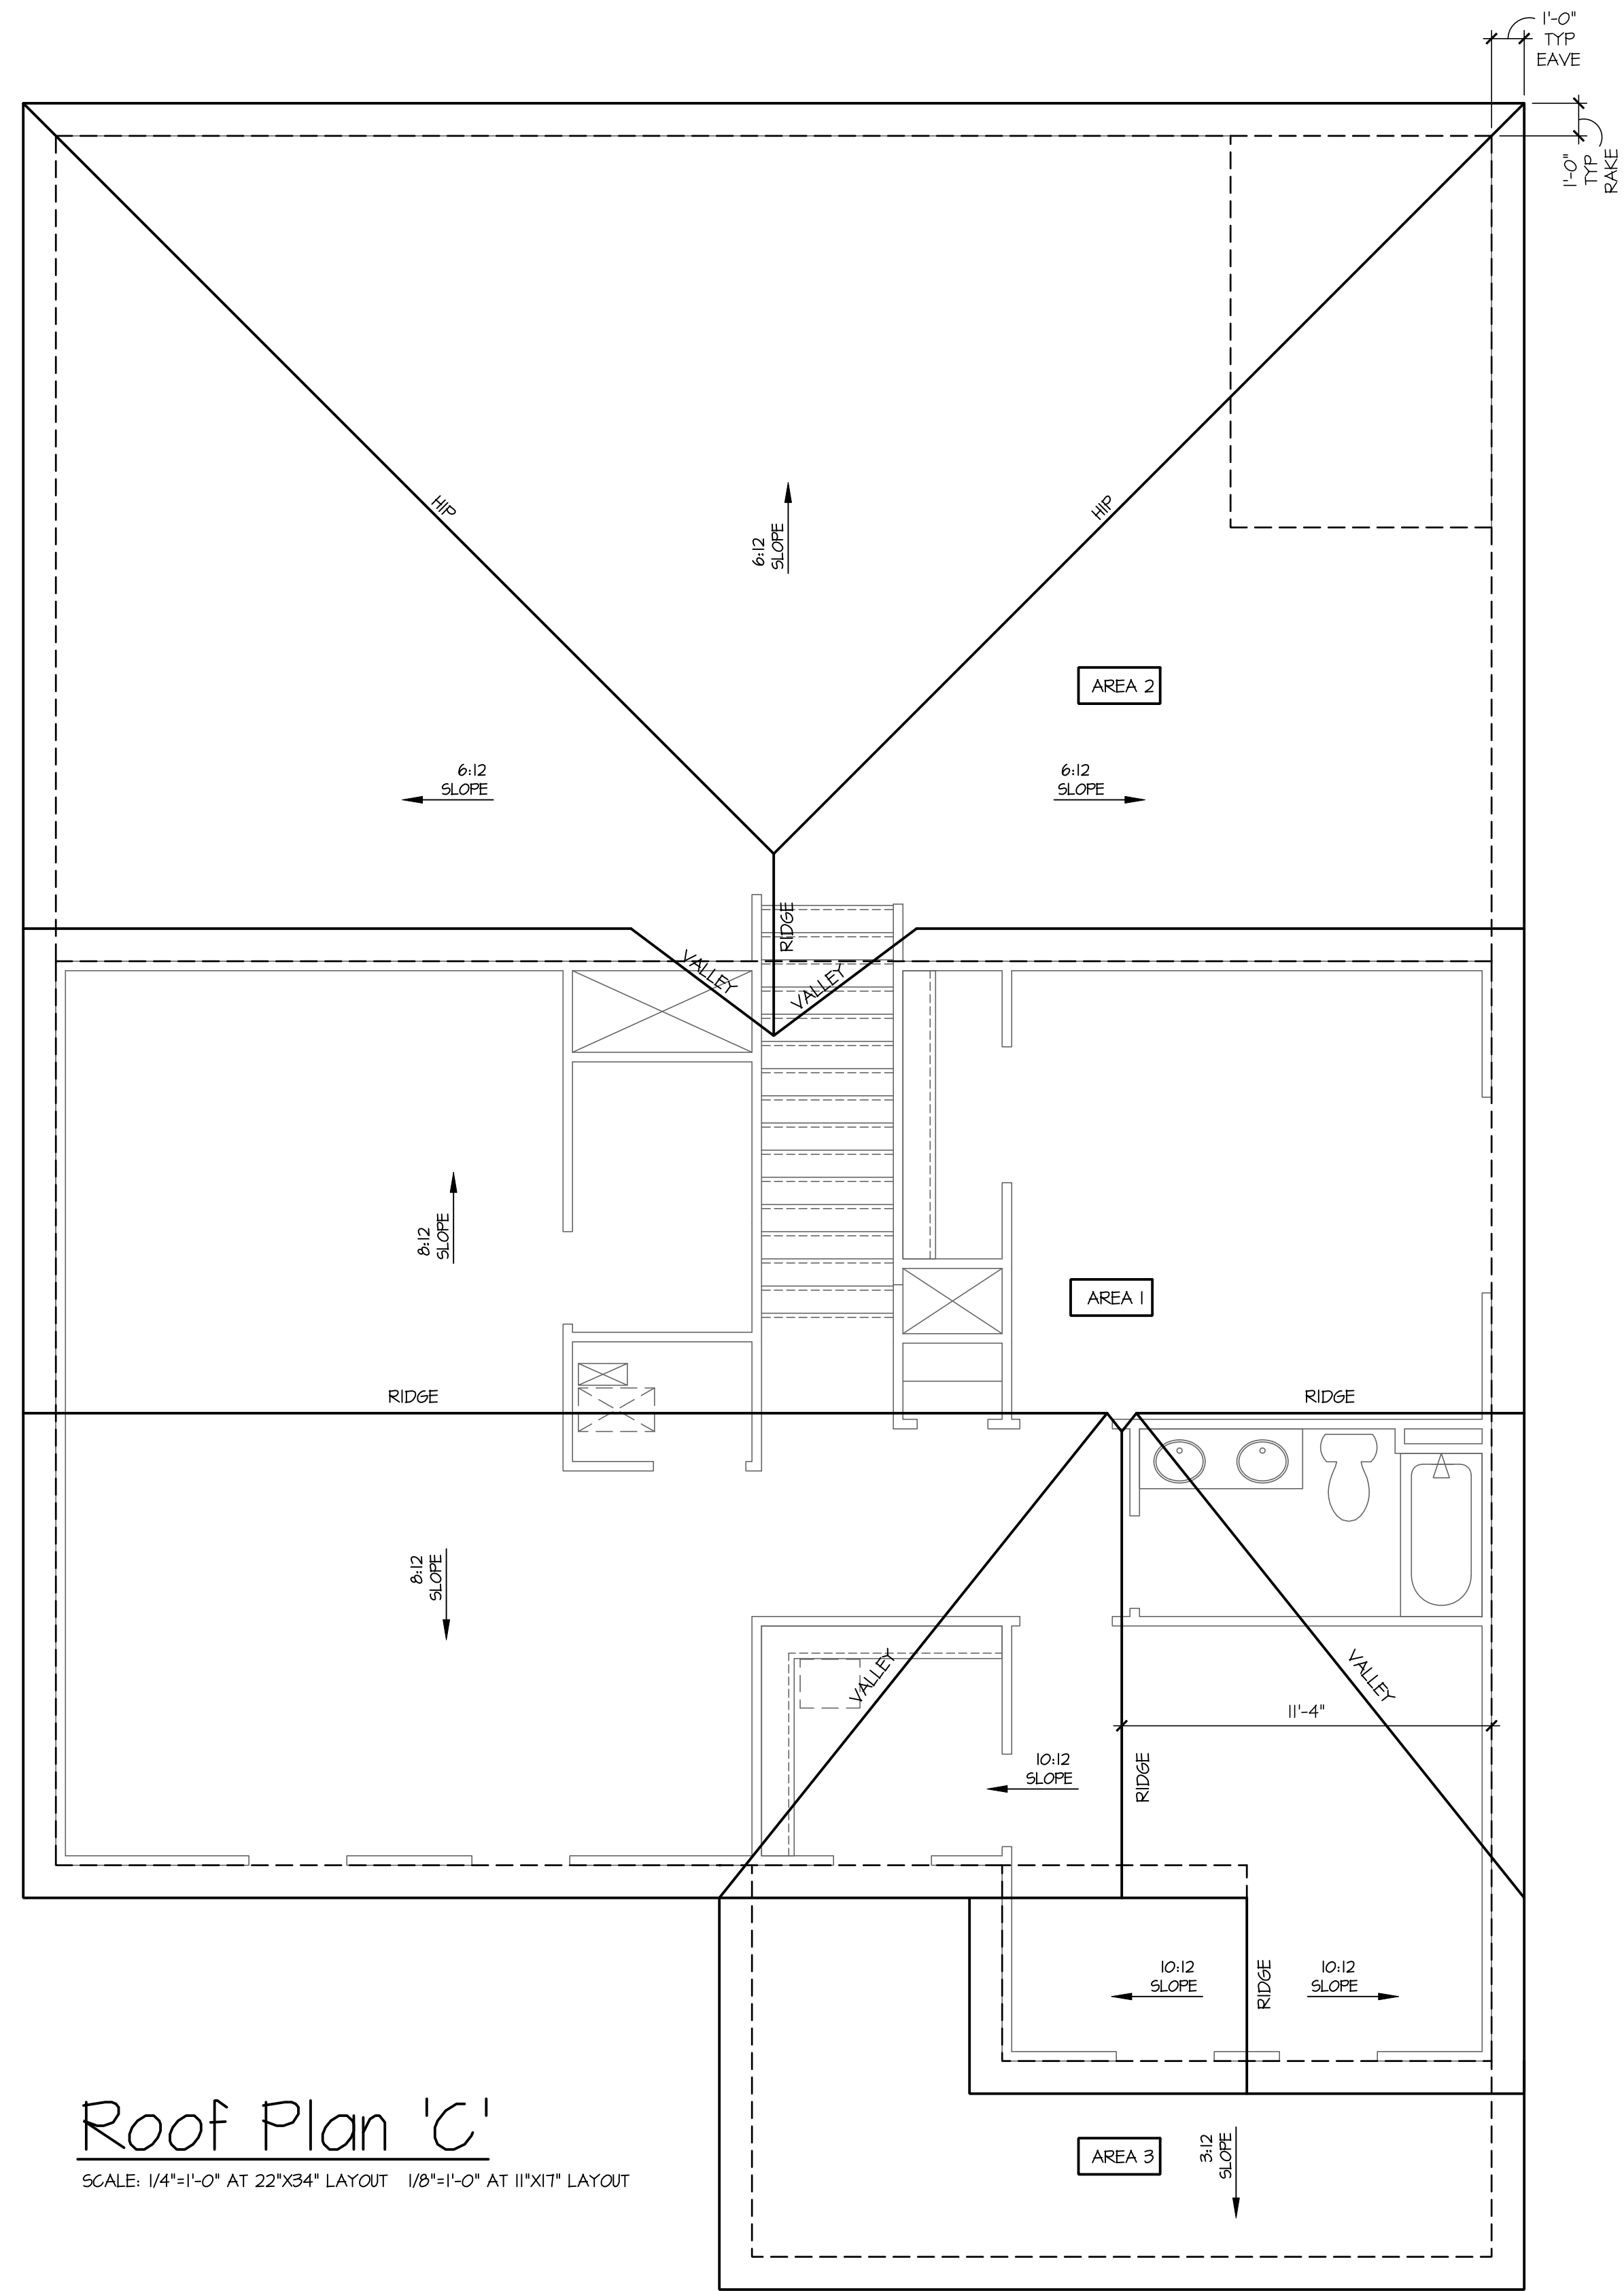 1'-0"
TYP
EAVE
1'-0"
TYP
RAKE
HIP
HIP
6:12
SLOPE
AREA 2
6:12
SLOPE
6:12
SLOPE
RIDGE
VALLEY
VALLEY
8:12
SLOPE
AREA 1
RIDGE
RIDGE
8:12
SLOPE
VALLEY
VALLEY
11'-4"
10:12
SLOPE
RIDGE
10:12
SLOPE
RIDGE
10:12
SLOPE
Roof Plan 'C'
SCALE: 1/4"=1'-0" AT 22"X34" LAYOUT 1/8"=1'-0" AT 11"X17" LAYOUT
AREA 3
3:12
SLOPE